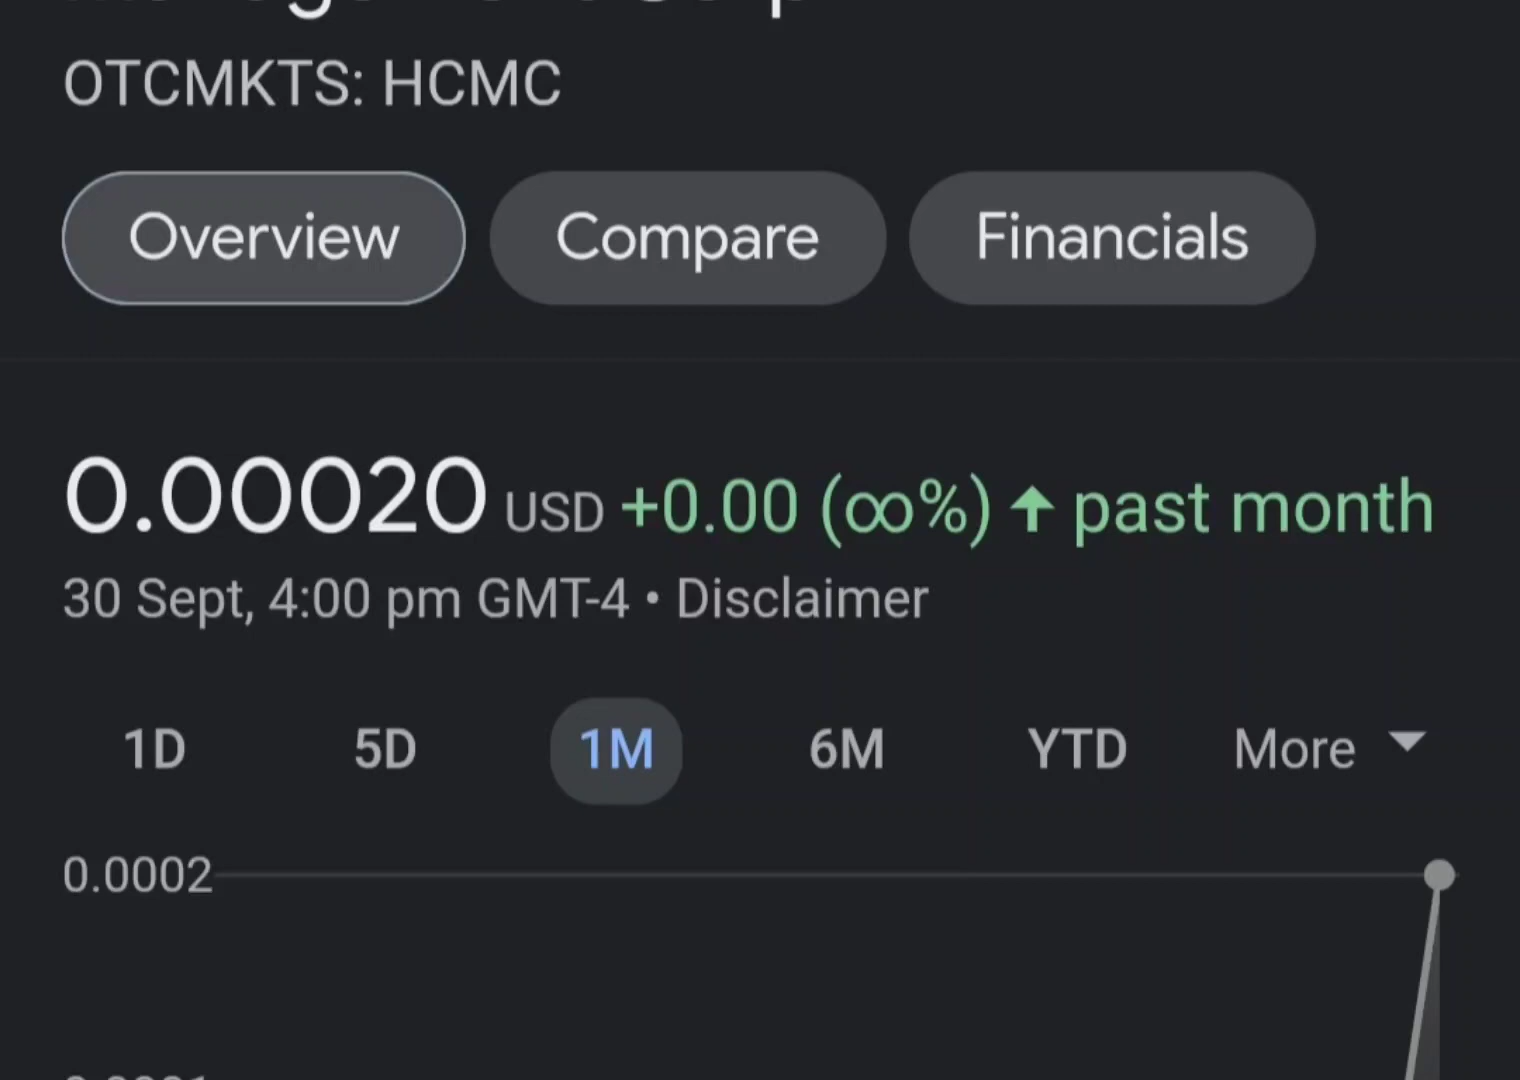 OTCMKTS: HCMC
Overview Compare Financials
0.00020 USD +0.00 (∞%) ↑ past month
30 Sept, 4:00 pm GMT-4 • Disclaimer
1D 5D 1M 6M YTD More
0.0002